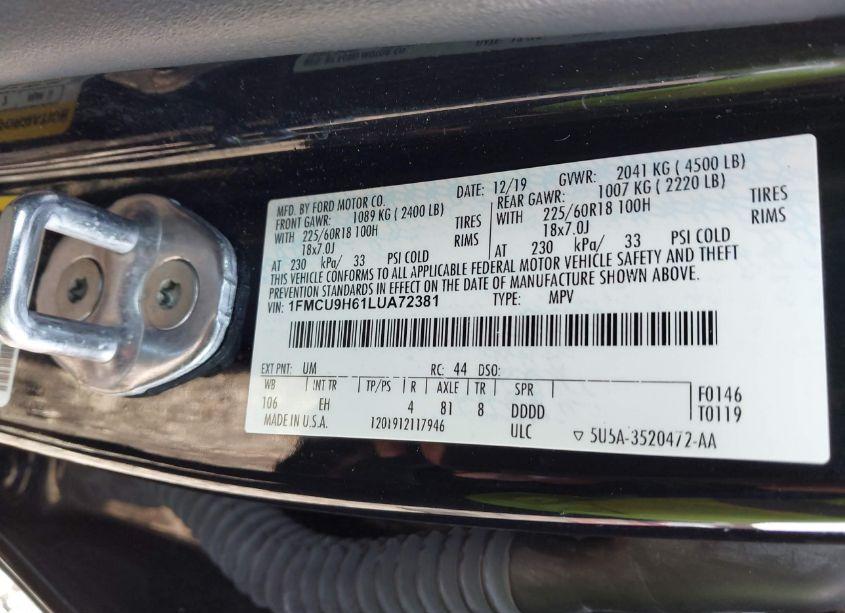 MFD. BY FORD MOTOR CO. DATE: 12/19 GVWR: 2041 KG ( 4500 LB)
FRONT GAWR: 1089 KG ( 2400 LB) REAR GAWR: 1007 KG ( 2220 LB)
WITH 225/60R18 100H TIRES WITH 225/60R18 100H TIRES
18x7.0J RIMS 18x7.0J RIMS
AT 230 kPa/ 33 PSI COLD AT 230 kPa/ 33 PSI COLD
THIS VEHICLE CONFORMS TO ALL APPLICABLE FEDERAL MOTOR VEHICLE SAFETY AND THEFT
PREVENTION STANDARDS IN EFFECT ON THE DATE OF MANUFACTURE SHOWN ABOVE.
VIN: 1FMCU9H61LUA72381 TYPE: MPV
EXT PNT: UM RC: 44 DSO:
WB INT TR TP/PS R AXLE TR SPR F0146
106 EH 4 81 8 DDDD T0119
MADE IN U.S.A. 1201912117946 ULC ▽ 5U5A-3520472-AA